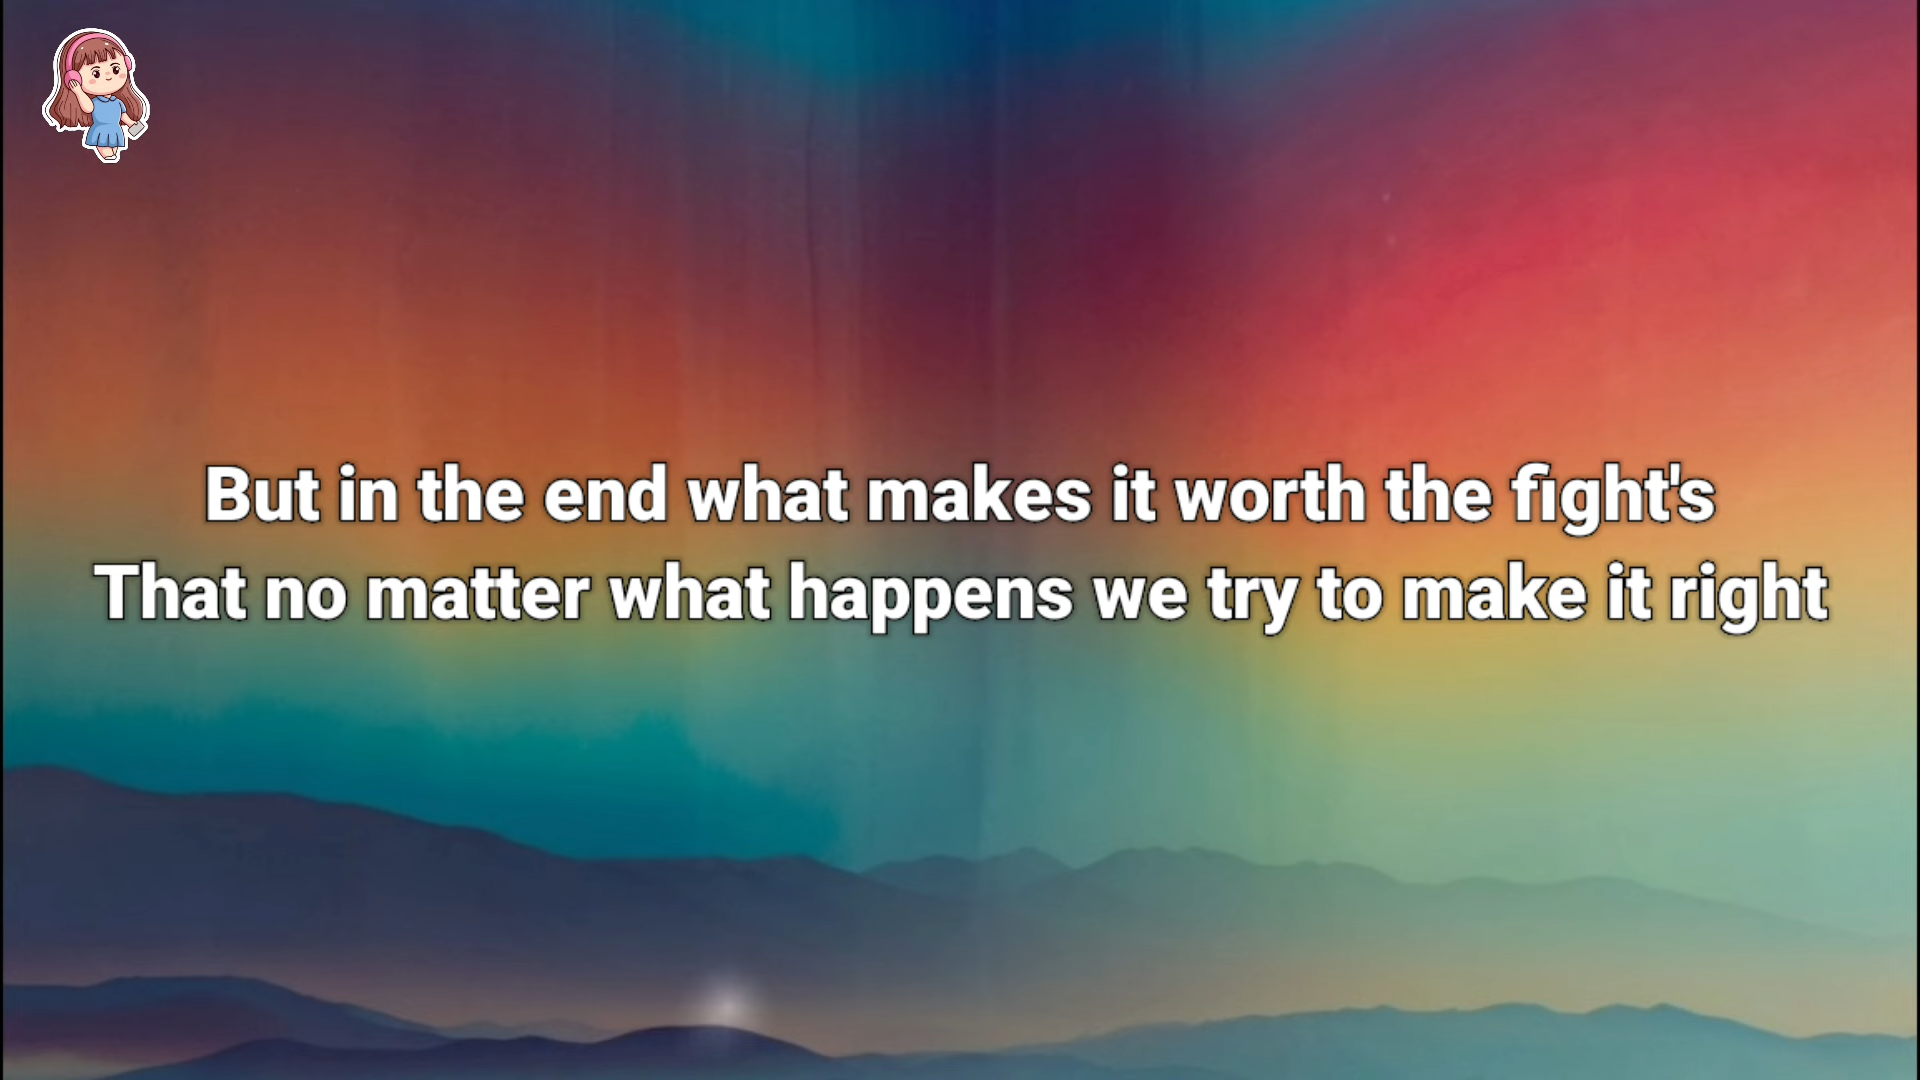 But in the end what makes it worth the fight's
That no matter what happens we try to make it right